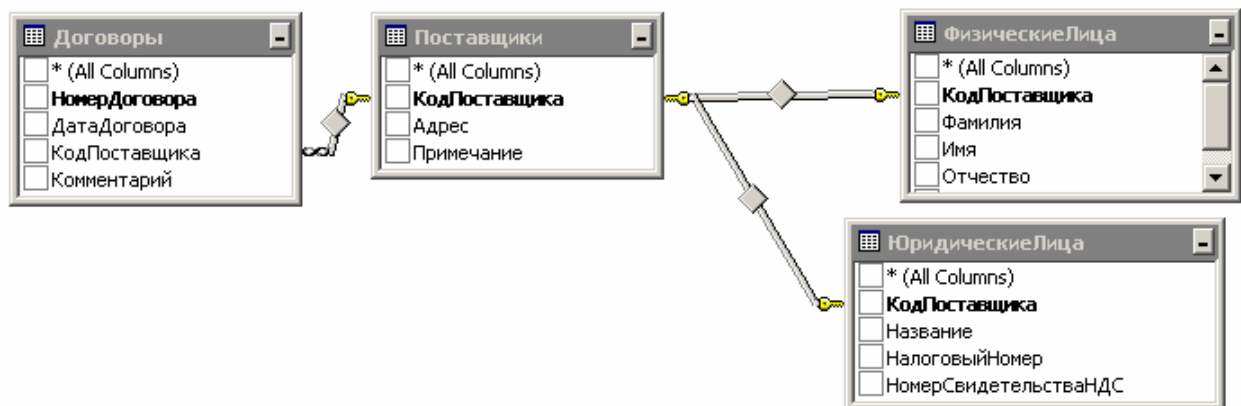 Договоры
* (All Columns)
НомерДоговора
ДатаДоговора
КодПоставщика
Комментарий
Поставщики
* (All Columns)
КодПоставщика
Адрес
Примечание
ФизическиеЛица
* (All Columns)
КодПоставщика
Фамилия
Имя
Отчество
ЮридическиеЛица
* (All Columns)
КодПоставщика
Название
НалоговыйНомер
НомерСвидетельстваНДС